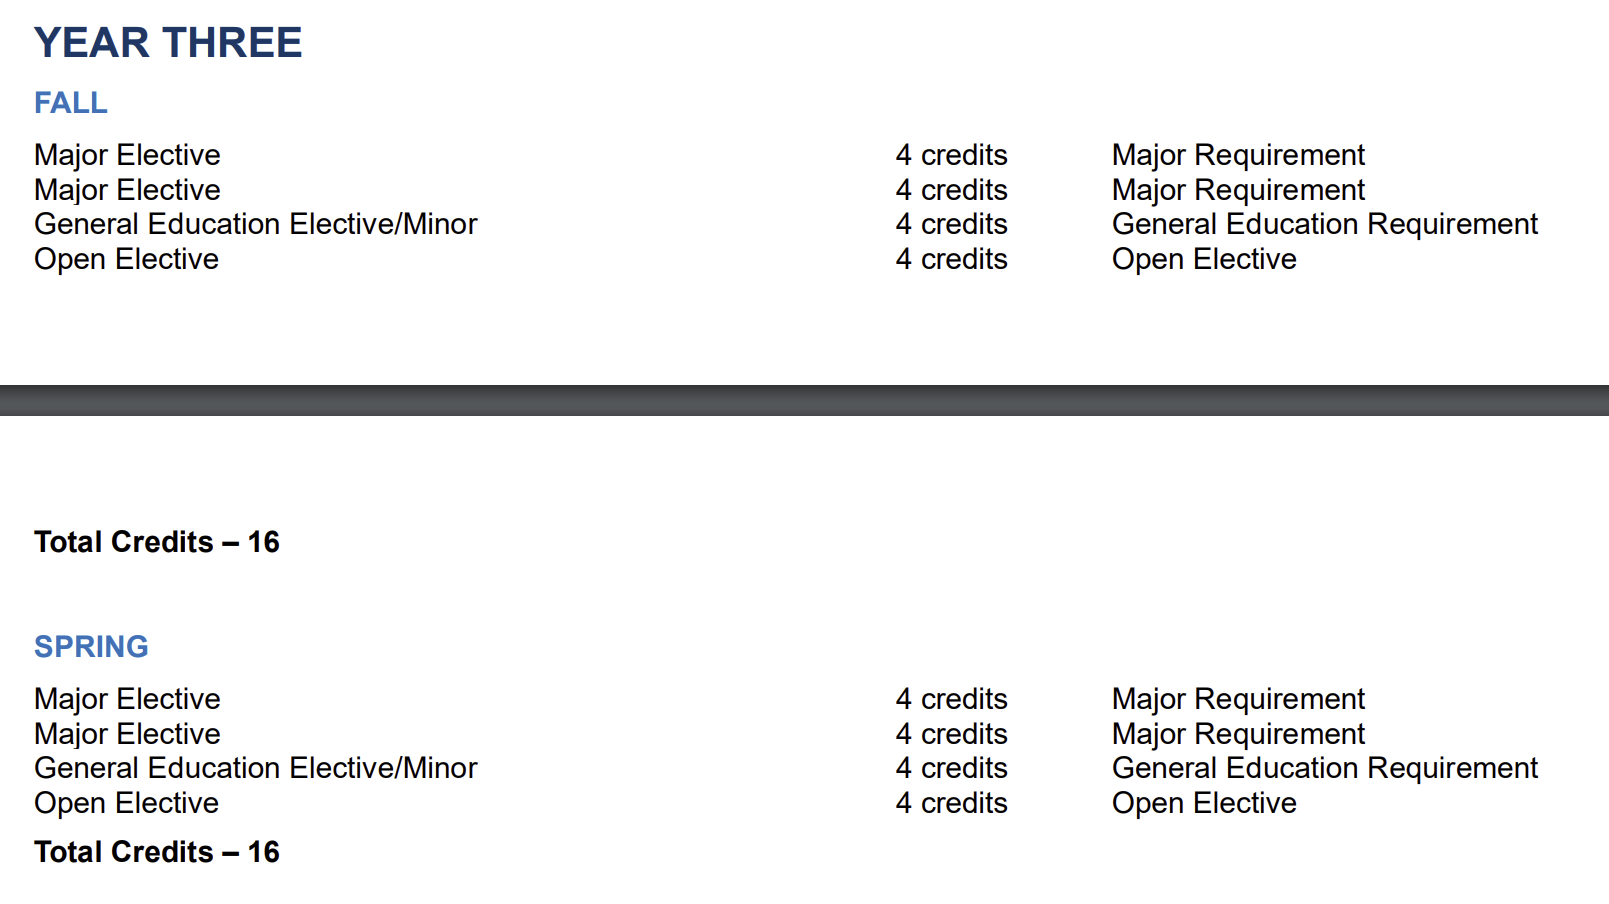 YEAR THREE
FALL
Major Elective 4 credits Major Requirement
Major Elective 4 credits Major Requirement
General Education Elective/Minor 4 credits General Education Requirement
Open Elective 4 credits Open Elective
Total Credits – 16
SPRING
Major Elective 4 credits Major Requirement
Major Elective 4 credits Major Requirement
General Education Elective/Minor 4 credits General Education Requirement
Open Elective 4 credits Open Elective
Total Credits – 16